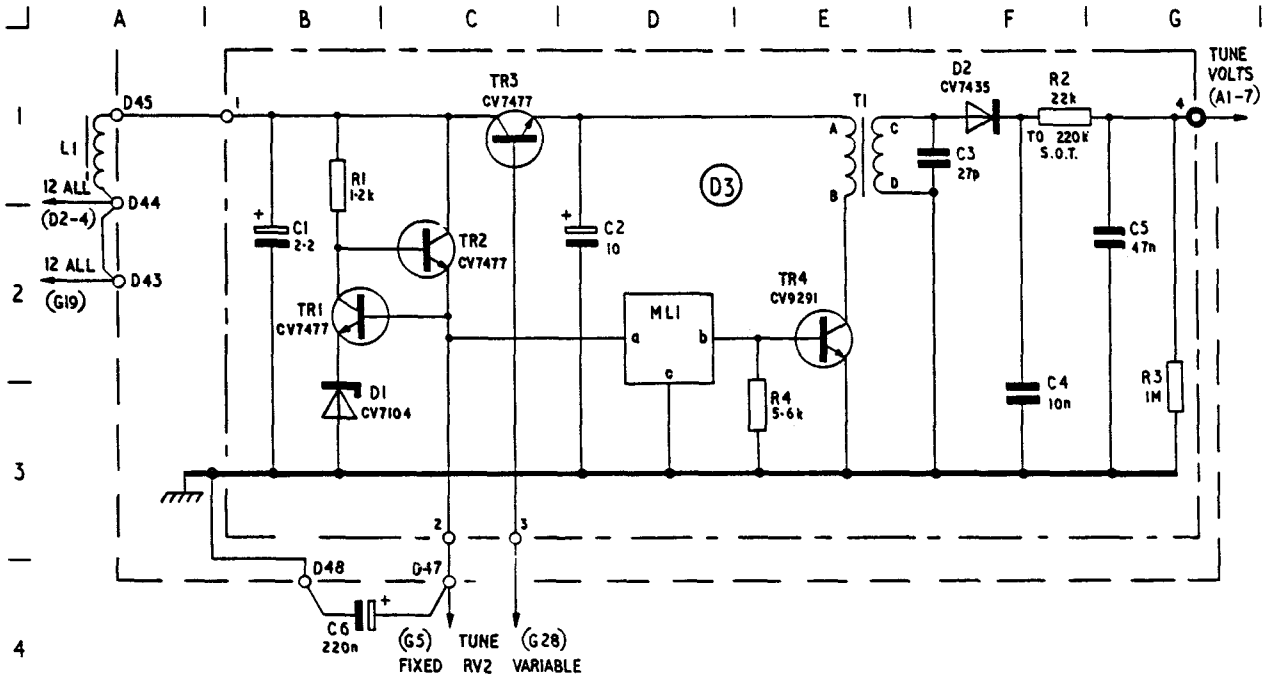 A B C D E F G
TUNE
VOLTS
(A1-7)
TR3
CV7477
D2
CV7435
R2
22k
TO 220k
S.O.T.
D45
1
T1
4
1
L1
A
C
C3
27p
12 ALL
D44
(D2-4)
R1
1·2k
D3
B
D
+
C1
2·2
TR2
CV7477
+
C2
10
C5
47n
2
12 ALL
D43
(G19)
TR1
CV7477
ML1
a
b
c
TR4
CV9291
D1
CV7104
R4
5·6k
C4
10n
R3
1M
3
2
3
D48
D47
+
C6
220n
4
(G5) TUNE (G28)
FIXED RV2 VARIABLE